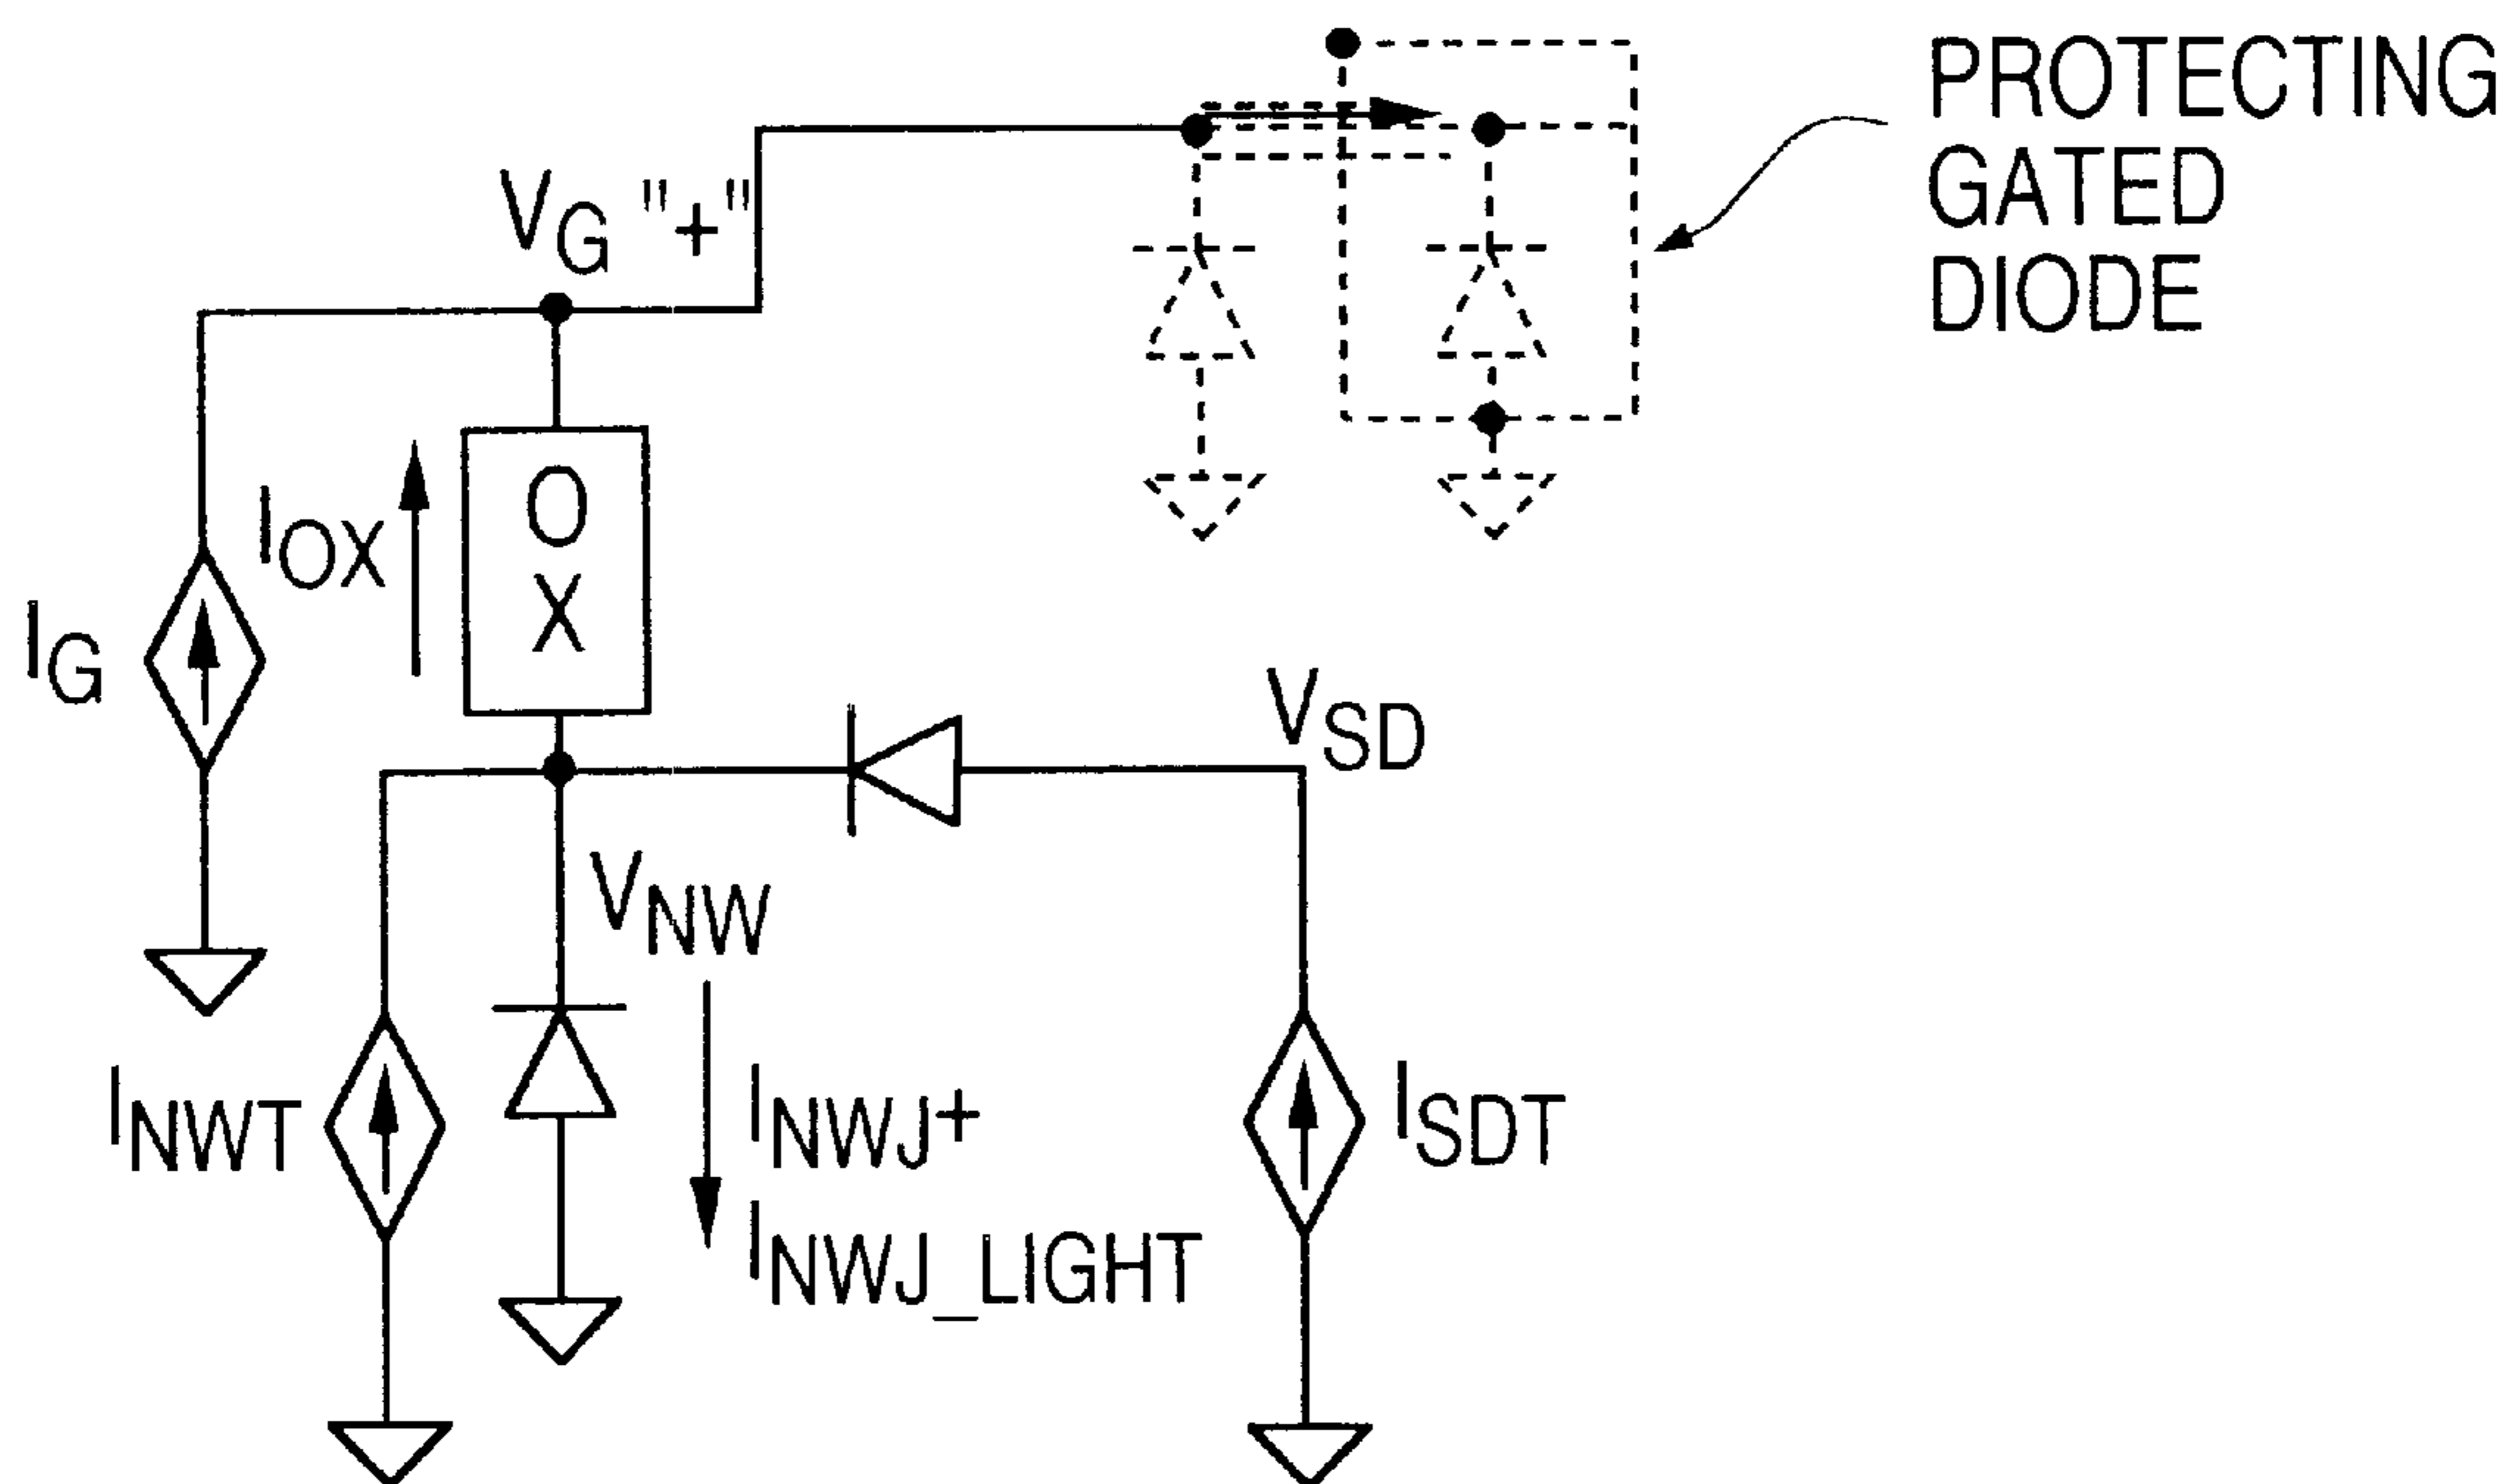 PROTECTING
GATED
DIODE
VG "+"
IOX
O
X
IG
VSD
VNW
INWT
INWJ+
INWJ_LIGHT
ISDT